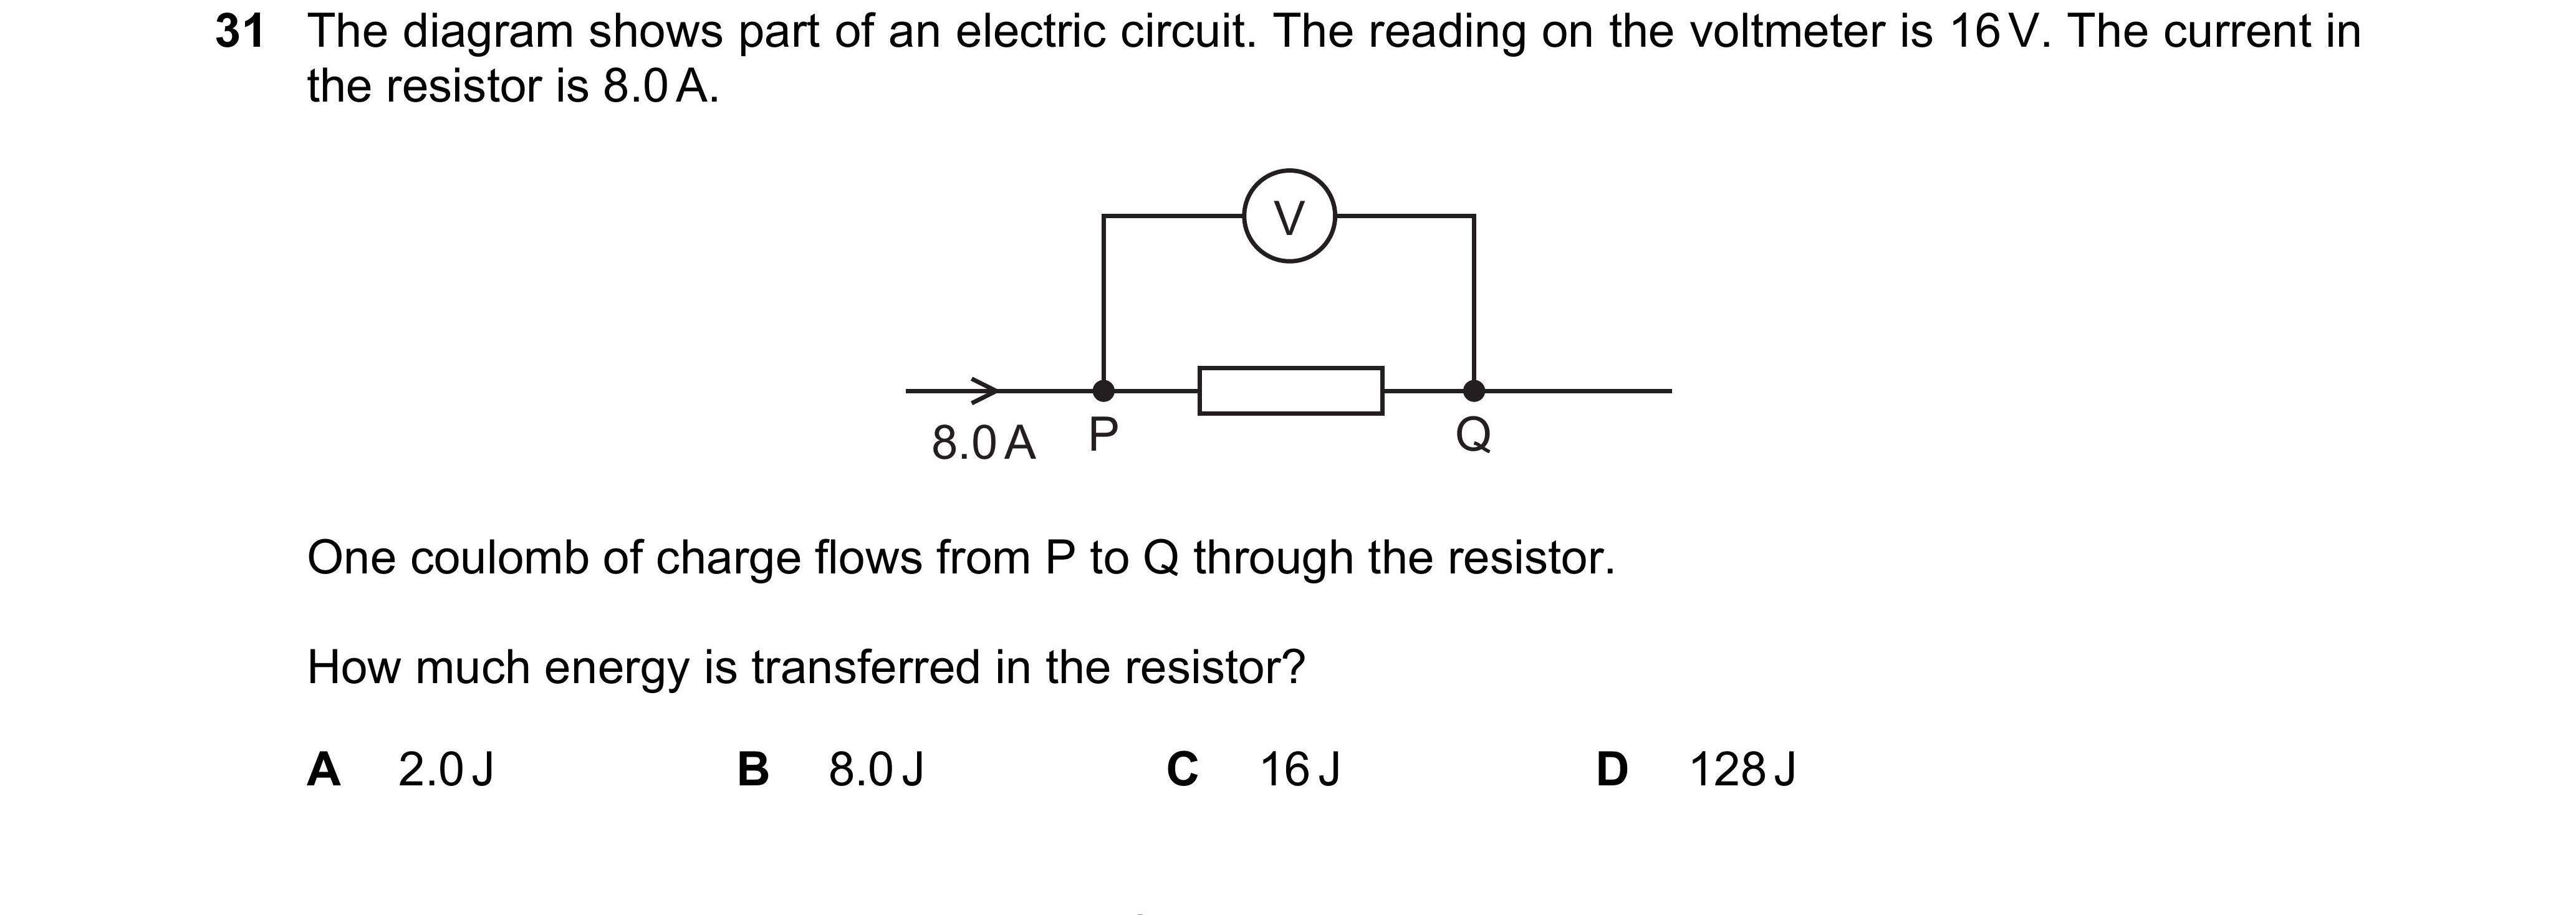 31 The diagram shows part of an electric circuit. The reading on the voltmeter is 16 V. The current in
the resistor is 8.0 A.
V
8.0 A P Q
One coulomb of charge flows from P to Q through the resistor.
How much energy is transferred in the resistor?
A 2.0 J B 8.0 J C 16 J D 128 J